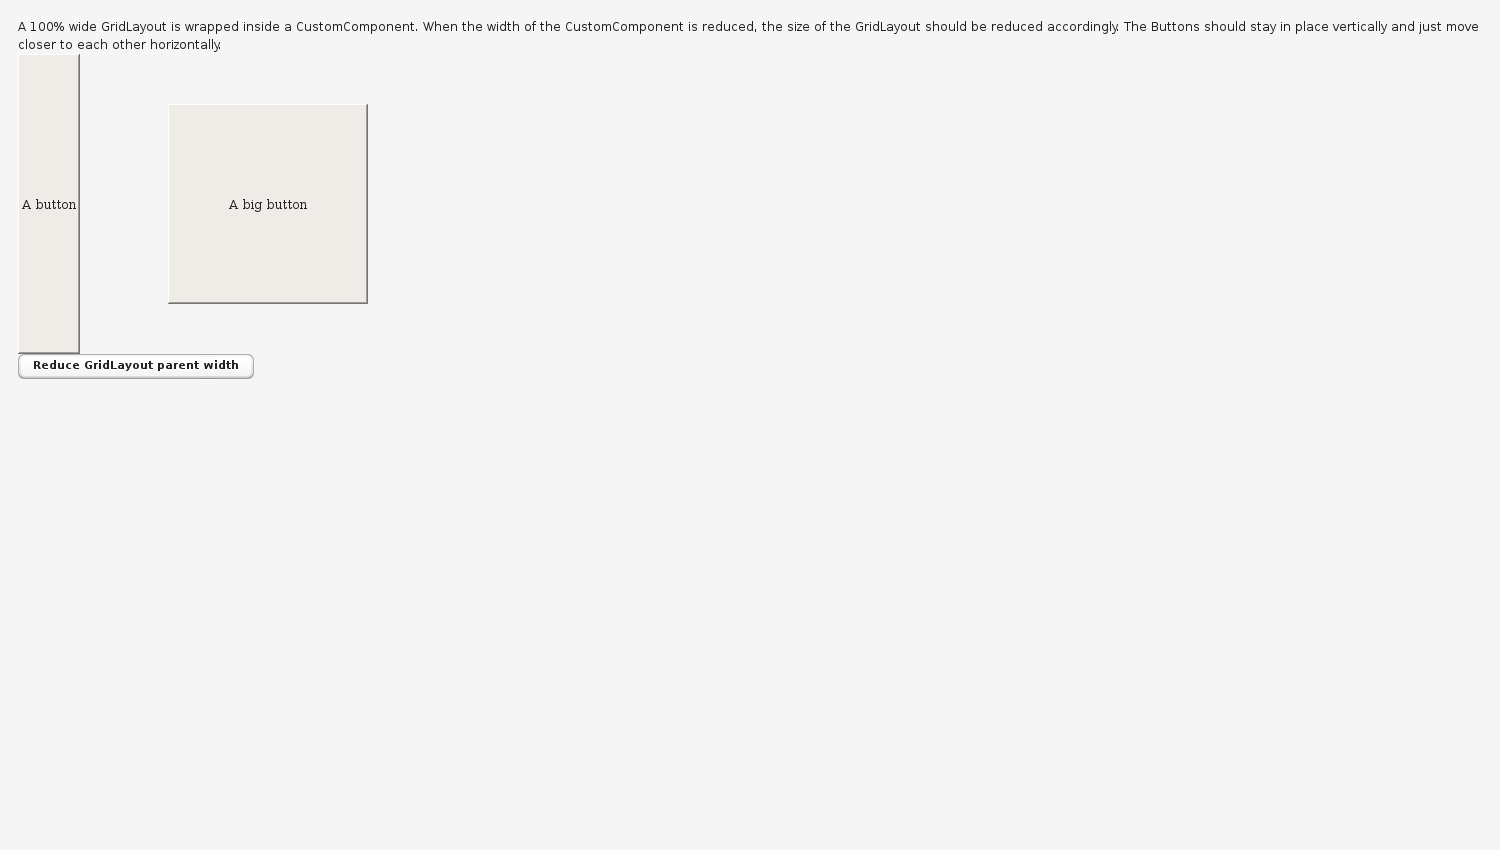 A 100% wide GridLayout is wrapped inside a CustomComponent. When the width of the CustomComponent is reduced, the size of the GridLayout should be reduced accordingly. The Buttons should stay in place vertically and just move
closer to each other horizontally.
A button
A big button
Reduce GridLayout parent width